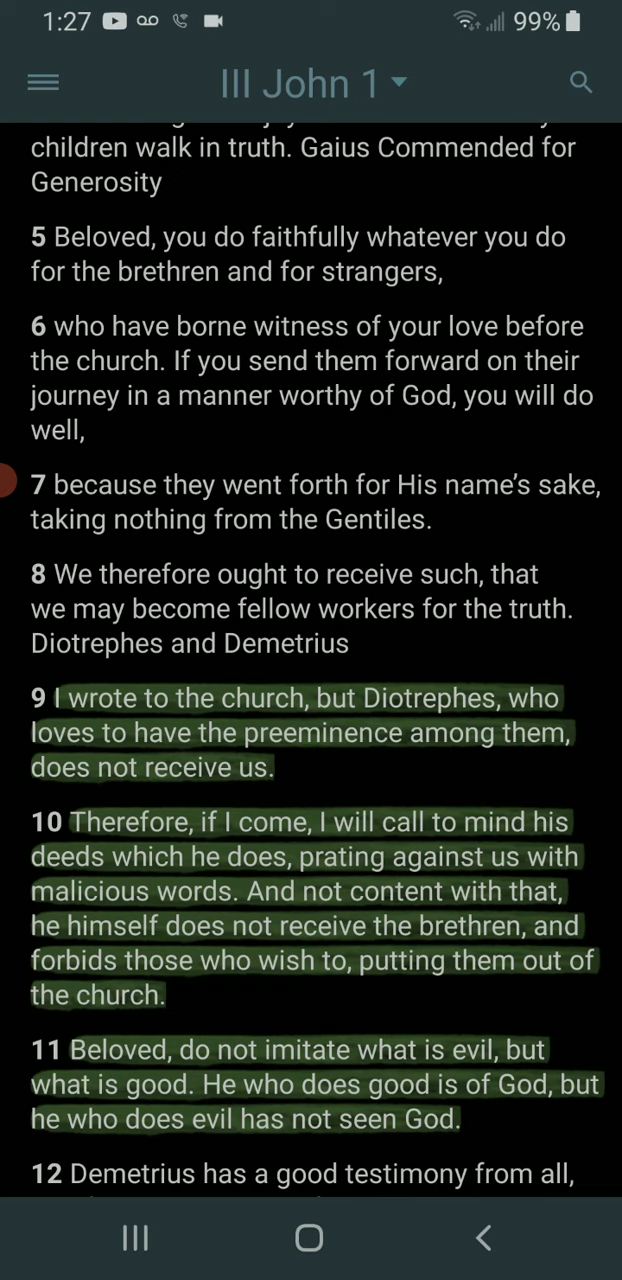 1:27 99%
III John 1
children walk in truth. Gaius Commended for
Generosity
5 Beloved, you do faithfully whatever you do
for the brethren and for strangers,
6 who have borne witness of your love before
the church. If you send them forward on their
journey in a manner worthy of God, you will do
well,
7 because they went forth for His name’s sake,
taking nothing from the Gentiles.
8 We therefore ought to receive such, that
we may become fellow workers for the truth.
Diotrephes and Demetrius
9 I wrote to the church, but Diotrephes, who
loves to have the preeminence among them,
does not receive us.
10 Therefore, if I come, I will call to mind his
deeds which he does, prating against us with
malicious words. And not content with that,
he himself does not receive the brethren, and
forbids those who wish to, putting them out of
the church.
11 Beloved, do not imitate what is evil, but
what is good. He who does good is of God, but
he who does evil has not seen God.
12 Demetrius has a good testimony from all,